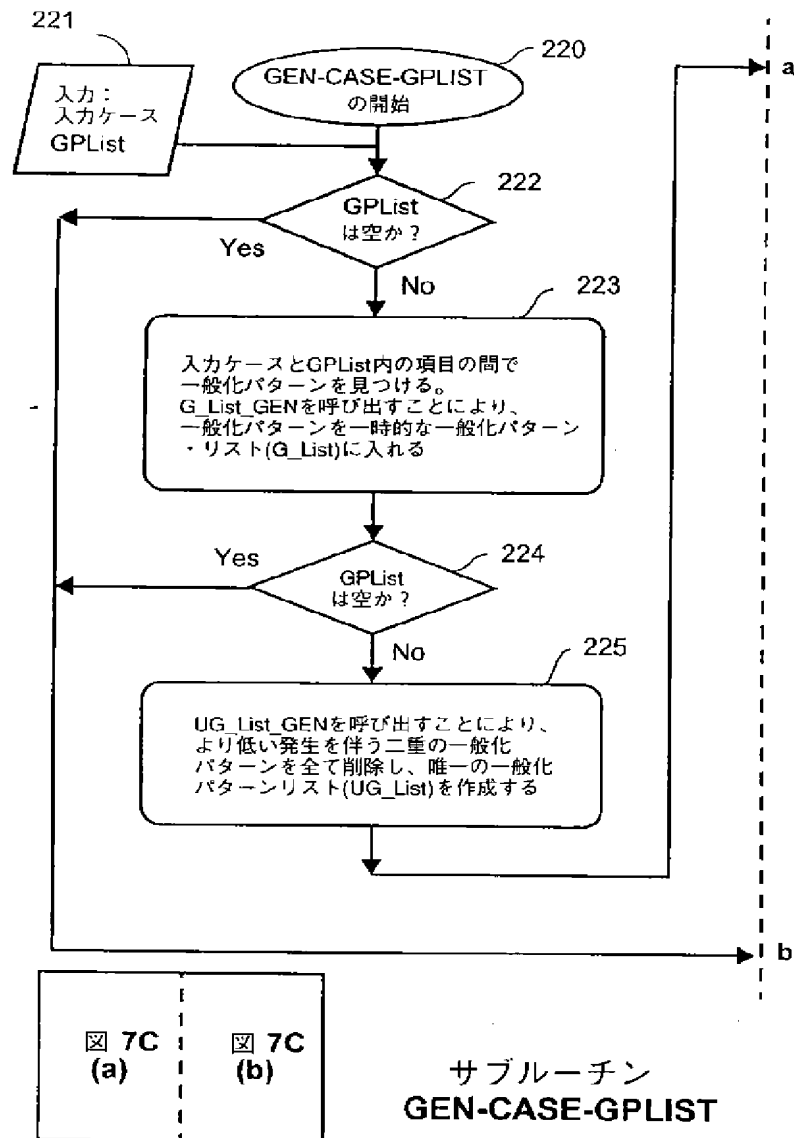 221
220
GEN-CASE-GPLIST
の開始
入力：
入力ケース
GPList
a
222
GPList
は空か？
Yes
No
223
入力ケースとGPList内の項目の間で
一般化パターンを見つける。
G_List_GENを呼び出すことにより、
一般化パターンを一時的な一般化パターン
・リスト(G_List)に入れる
Yes
224
GPList
は空か？
No
225
UG_List_GENを呼び出すことにより、
より低い発生を伴う二重の一般化
パターンを全て削除し、唯一の一般化
パターンリスト(UG_List)を作成する
b
図 7C
(a)
図 7C
(b)
サブルーチン
GEN-CASE-GPLIST